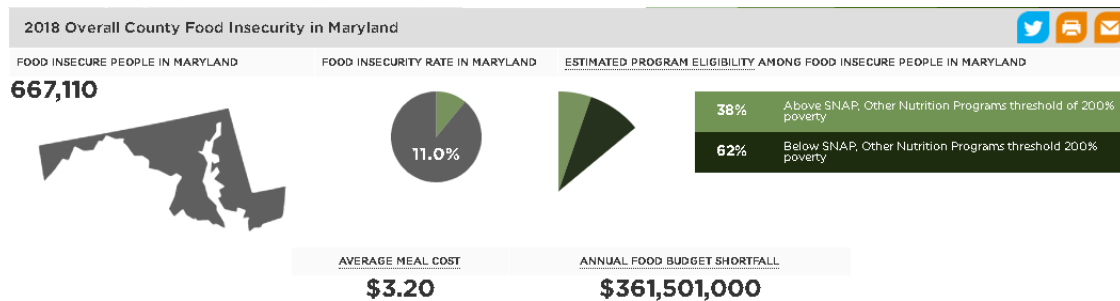 2018 Overall County Food Insecurity in Maryland
FOOD INSECURE PEOPLE IN MARYLAND
667,110
FOOD INSECURITY RATE IN MARYLAND
11.0%
ESTIMATED PROGRAM ELIGIBILITY AMONG FOOD INSECURE PEOPLE IN MARYLAND
38% Above SNAP, Other Nutrition Programs threshold of 200%
poverty
62% Below SNAP, Other Nutrition Programs threshold 200%
poverty
AVERAGE MEAL COST
$3.20
ANNUAL FOOD BUDGET SHORTFALL
$361,501,000